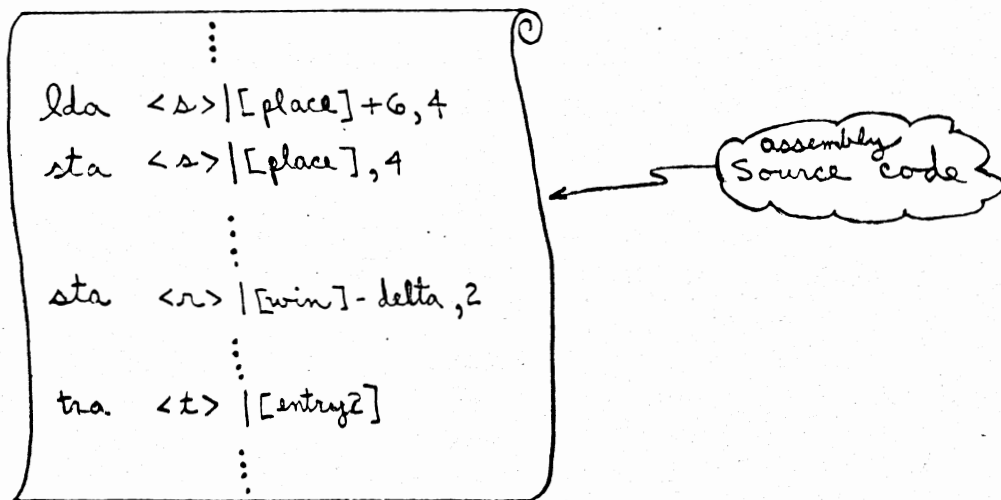 lda <s>|[place]+6,4
sta <s>|[place],4
sta <r>|[win]-delta,2
tra <t>|[entry2]
assembly
Source code